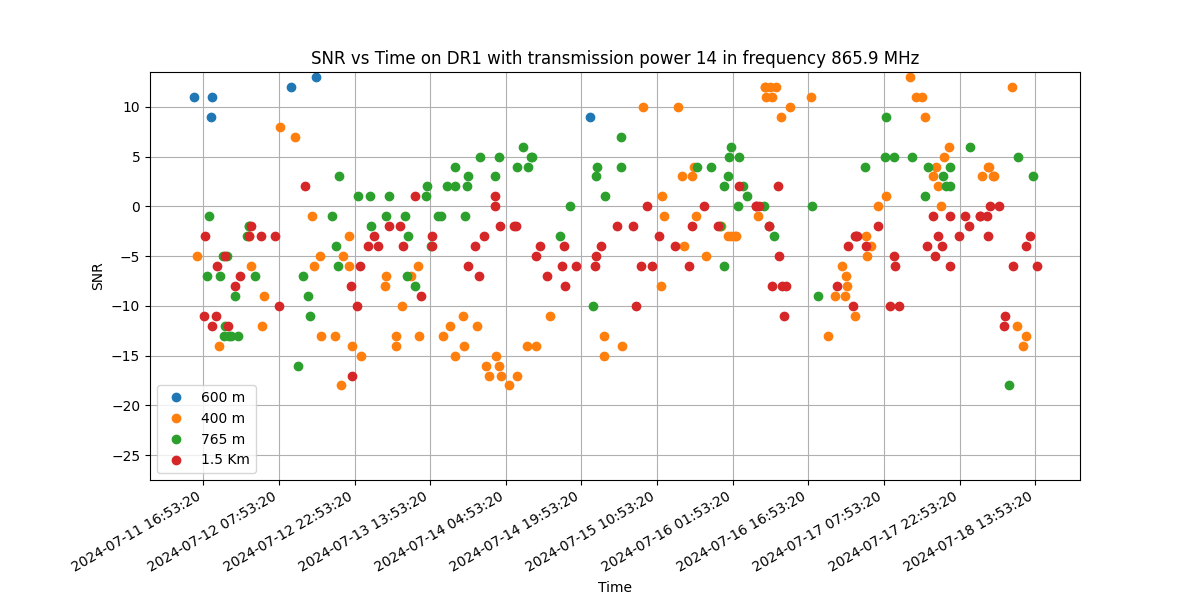 SNR vs Time on DR1 with transmission power 14 in frequency 865.9 MHz
10
5
0
−5
−10
−15
−20
−25
SNR
600 m
400 m
765 m
1.5 Km
2024-07-11 16:53:20
2024-07-12 07:53:20
2024-07-12 22:53:20
2024-07-13 13:53:20
2024-07-14 04:53:20
2024-07-14 19:53:20
2024-07-15 10:53:20
2024-07-16 01:53:20
2024-07-16 16:53:20
2024-07-17 07:53:20
2024-07-17 22:53:20
2024-07-18 13:53:20
Time